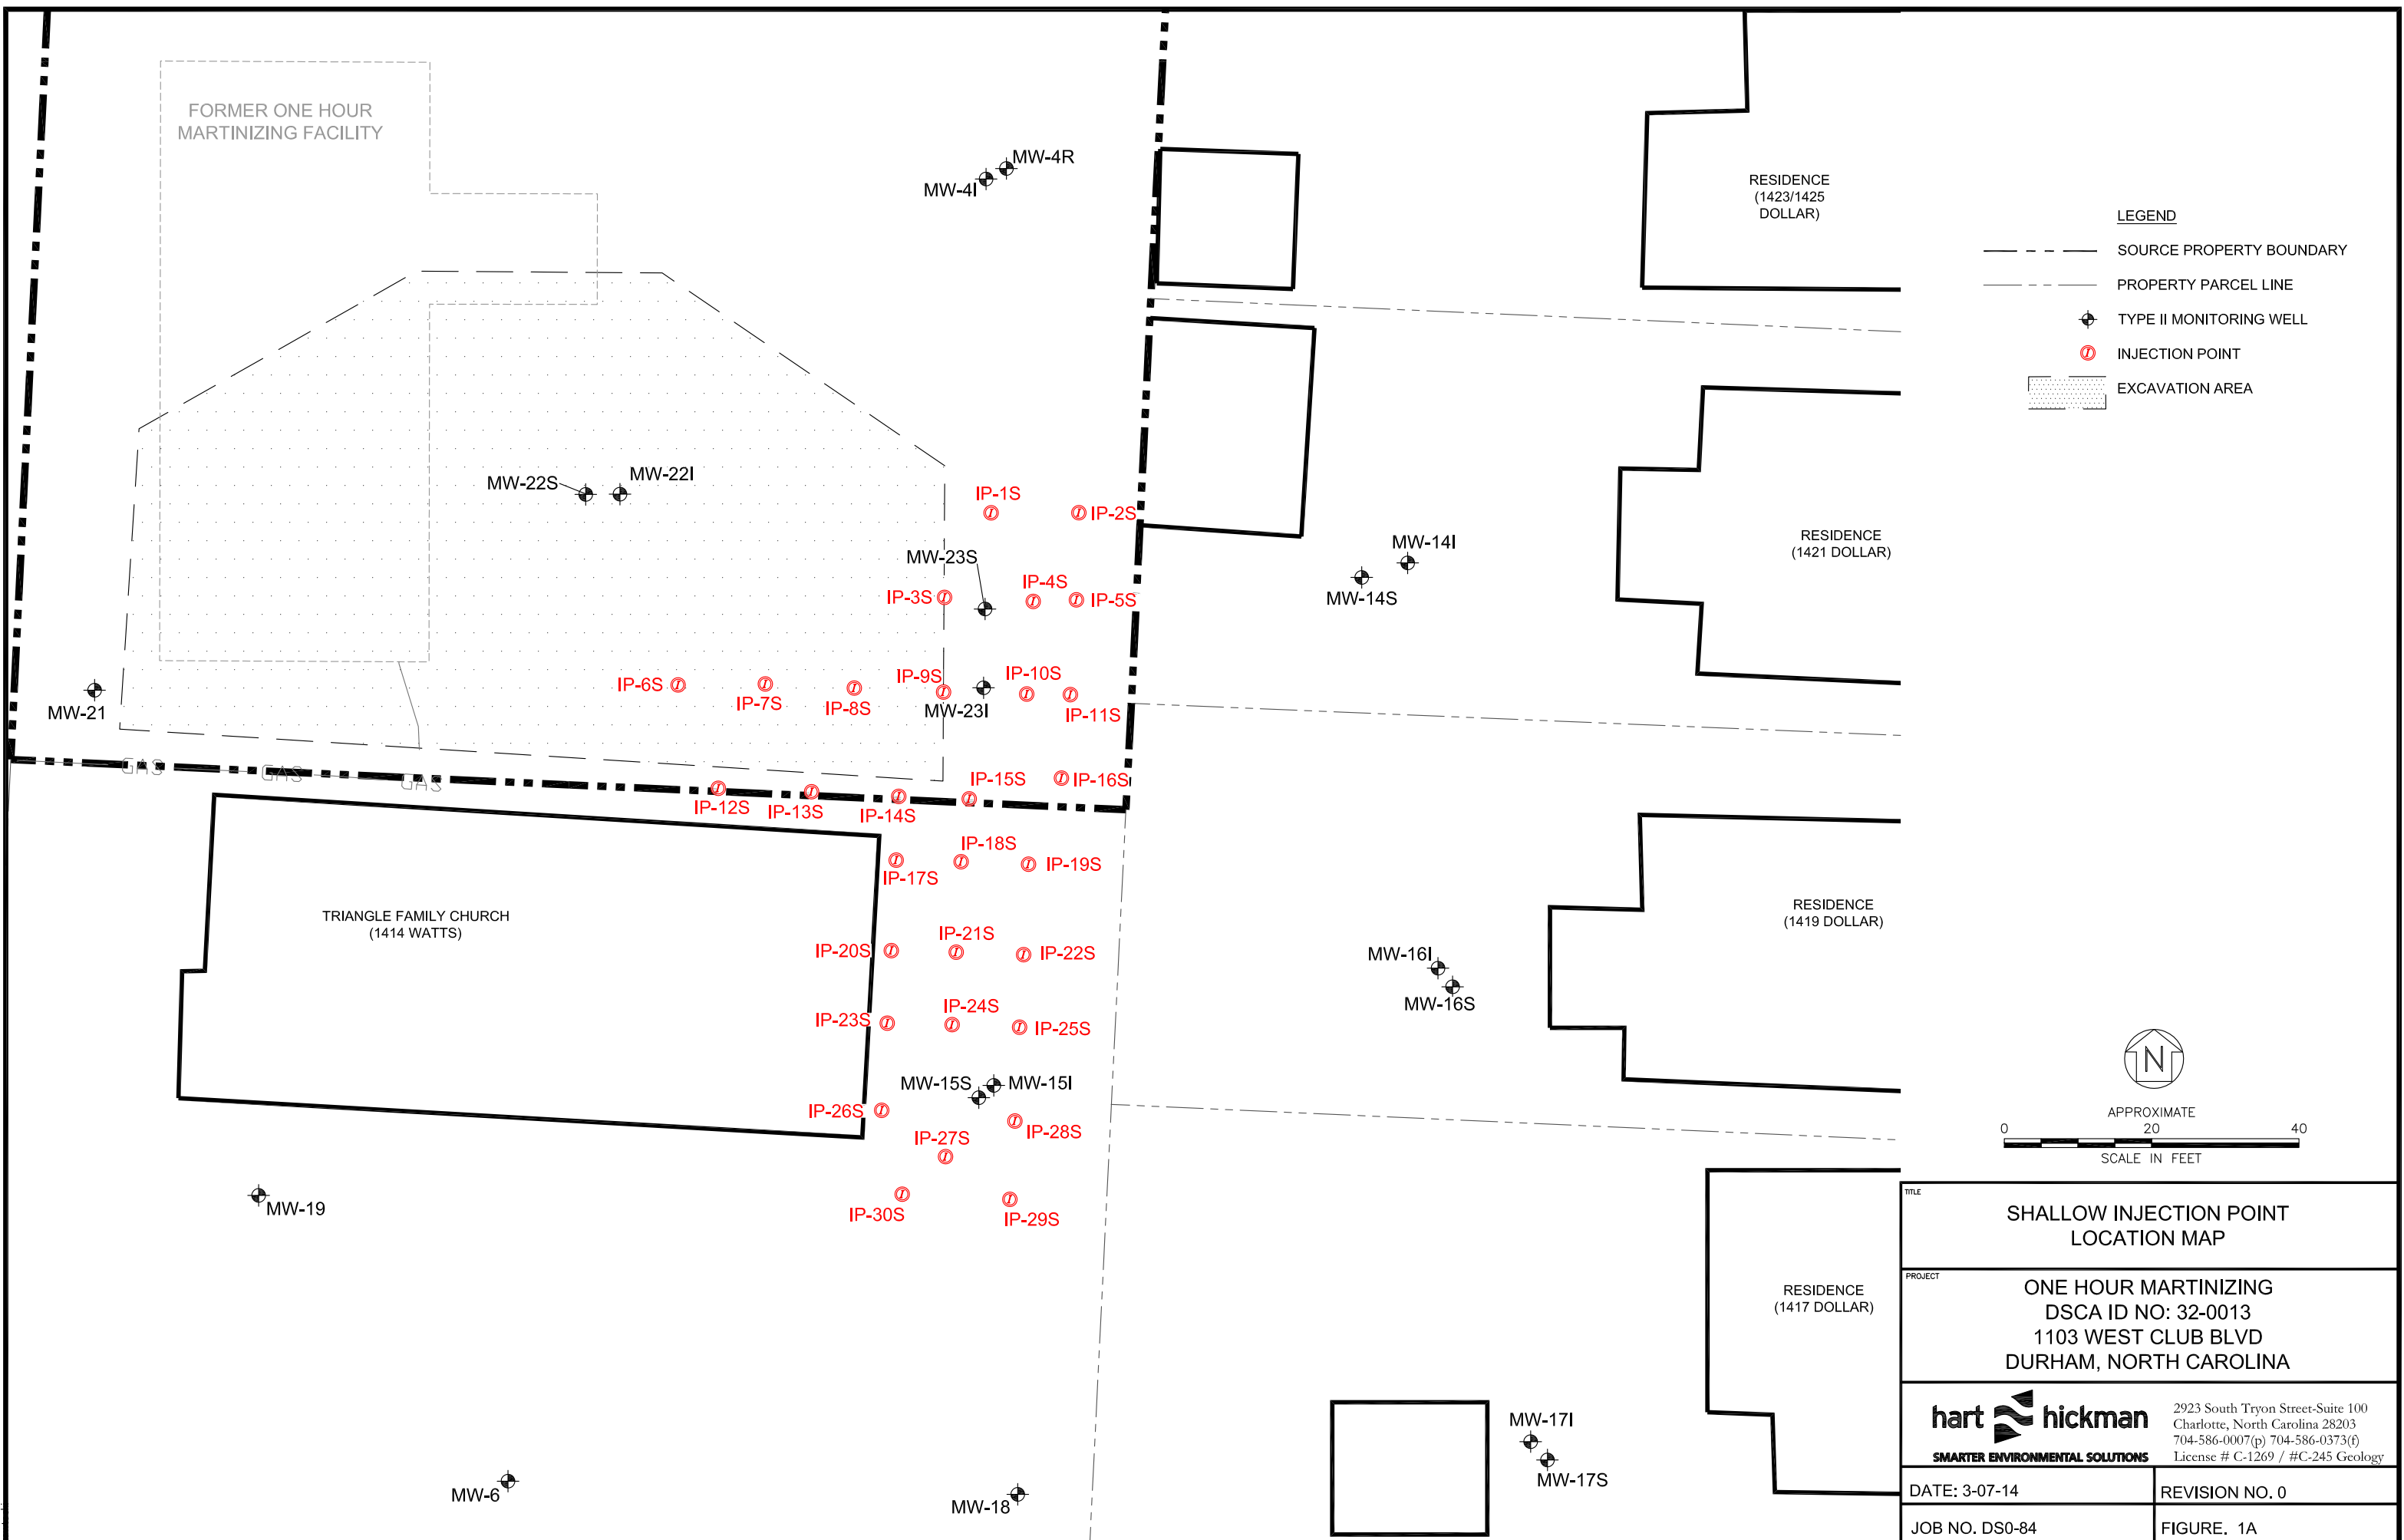 FORMER ONE HOUR
MARTINIZING FACILITY
MW-4R
MW-4I
RESIDENCE
(1423/1425
DOLLAR)
LEGEND
SOURCE PROPERTY BOUNDARY
PROPERTY PARCEL LINE
TYPE II MONITORING WELL
INJECTION POINT
EXCAVATION AREA
MW-22S
MW-22I
IP-1S
IP-2S
MW-23S
MW-14I
MW-14S
RESIDENCE
(1421 DOLLAR)
IP-3S
IP-4S
IP-5S
IP-6S
IP-7S
IP-8S
IP-9S
MW-23I
IP-10S
IP-11S
MW-21
GAS
GAS
GAS
IP-12S
IP-13S
IP-14S
IP-15S
IP-16S
IP-17S
IP-18S
IP-19S
TRIANGLE FAMILY CHURCH
(1414 WATTS)
RESIDENCE
(1419 DOLLAR)
IP-20S
IP-21S
IP-22S
MW-16I
MW-16S
IP-23S
IP-24S
IP-25S
MW-15S
MW-15I
IP-26S
IP-27S
IP-28S
IP-30S
IP-29S
MW-19
N
APPROXIMATE
0 20 40
SCALE IN FEET
TITLE
SHALLOW INJECTION POINT
LOCATION MAP
PROJECT
ONE HOUR MARTINIZING
DSCA ID NO: 32-0013
1103 WEST CLUB BLVD
DURHAM, NORTH CAROLINA
RESIDENCE
(1417 DOLLAR)
hart hickman
SMARTER ENVIRONMENTAL SOLUTIONS
2923 South Tryon Street-Suite 100
Charlotte, North Carolina 28203
704-586-0007(p) 704-586-0373(f)
License # C-1269 / #C-245 Geology
MW-17I
MW-17S
MW-6
MW-18
DATE: 3-07-14
REVISION NO. 0
JOB NO. DS0-84
FIGURE. 1A